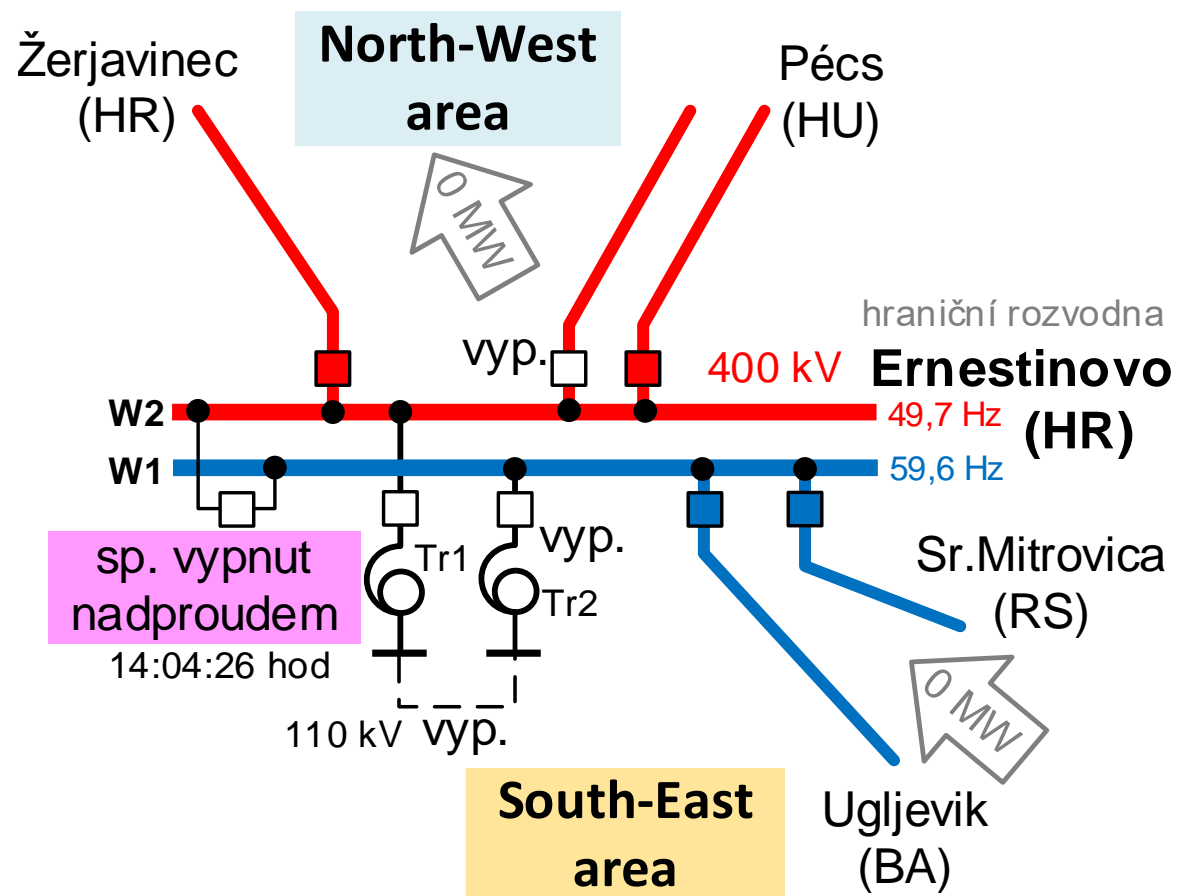 Žerjavinec
(HR)
North-West
area
Pécs
(HU)
0 MW
hraniční rozvodna
Ernestinovo
(HR)
vyp.
400 kV
W2
49,7 Hz
W1
59,6 Hz
sp. vypnut
nadproudem
14:04:26 hod
Tr1
vyp.
Tr2
110 kV
vyp.
Sr.Mitrovica
(RS)
0 MW
South-East
area
Ugljevik
(BA)